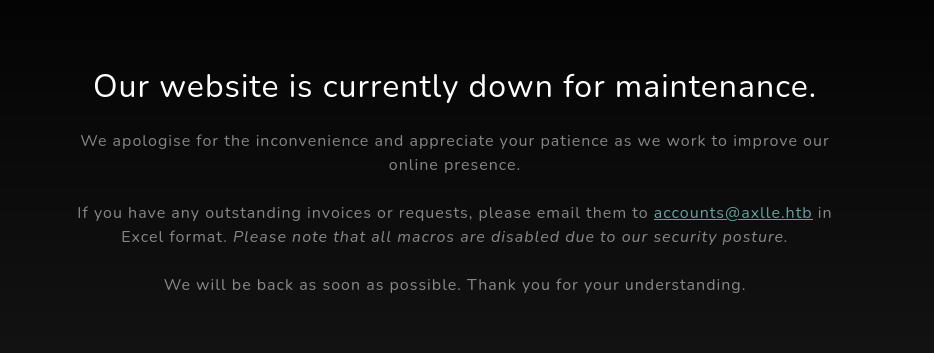 Our website is currently down for maintenance.
We apologise for the inconvenience and appreciate your patience as we work to improve our
online presence.
If you have any outstanding invoices or requests, please email them to accounts@axlle.htb in
Excel format. Please note that all macros are disabled due to our security posture.
We will be back as soon as possible. Thank you for your understanding.